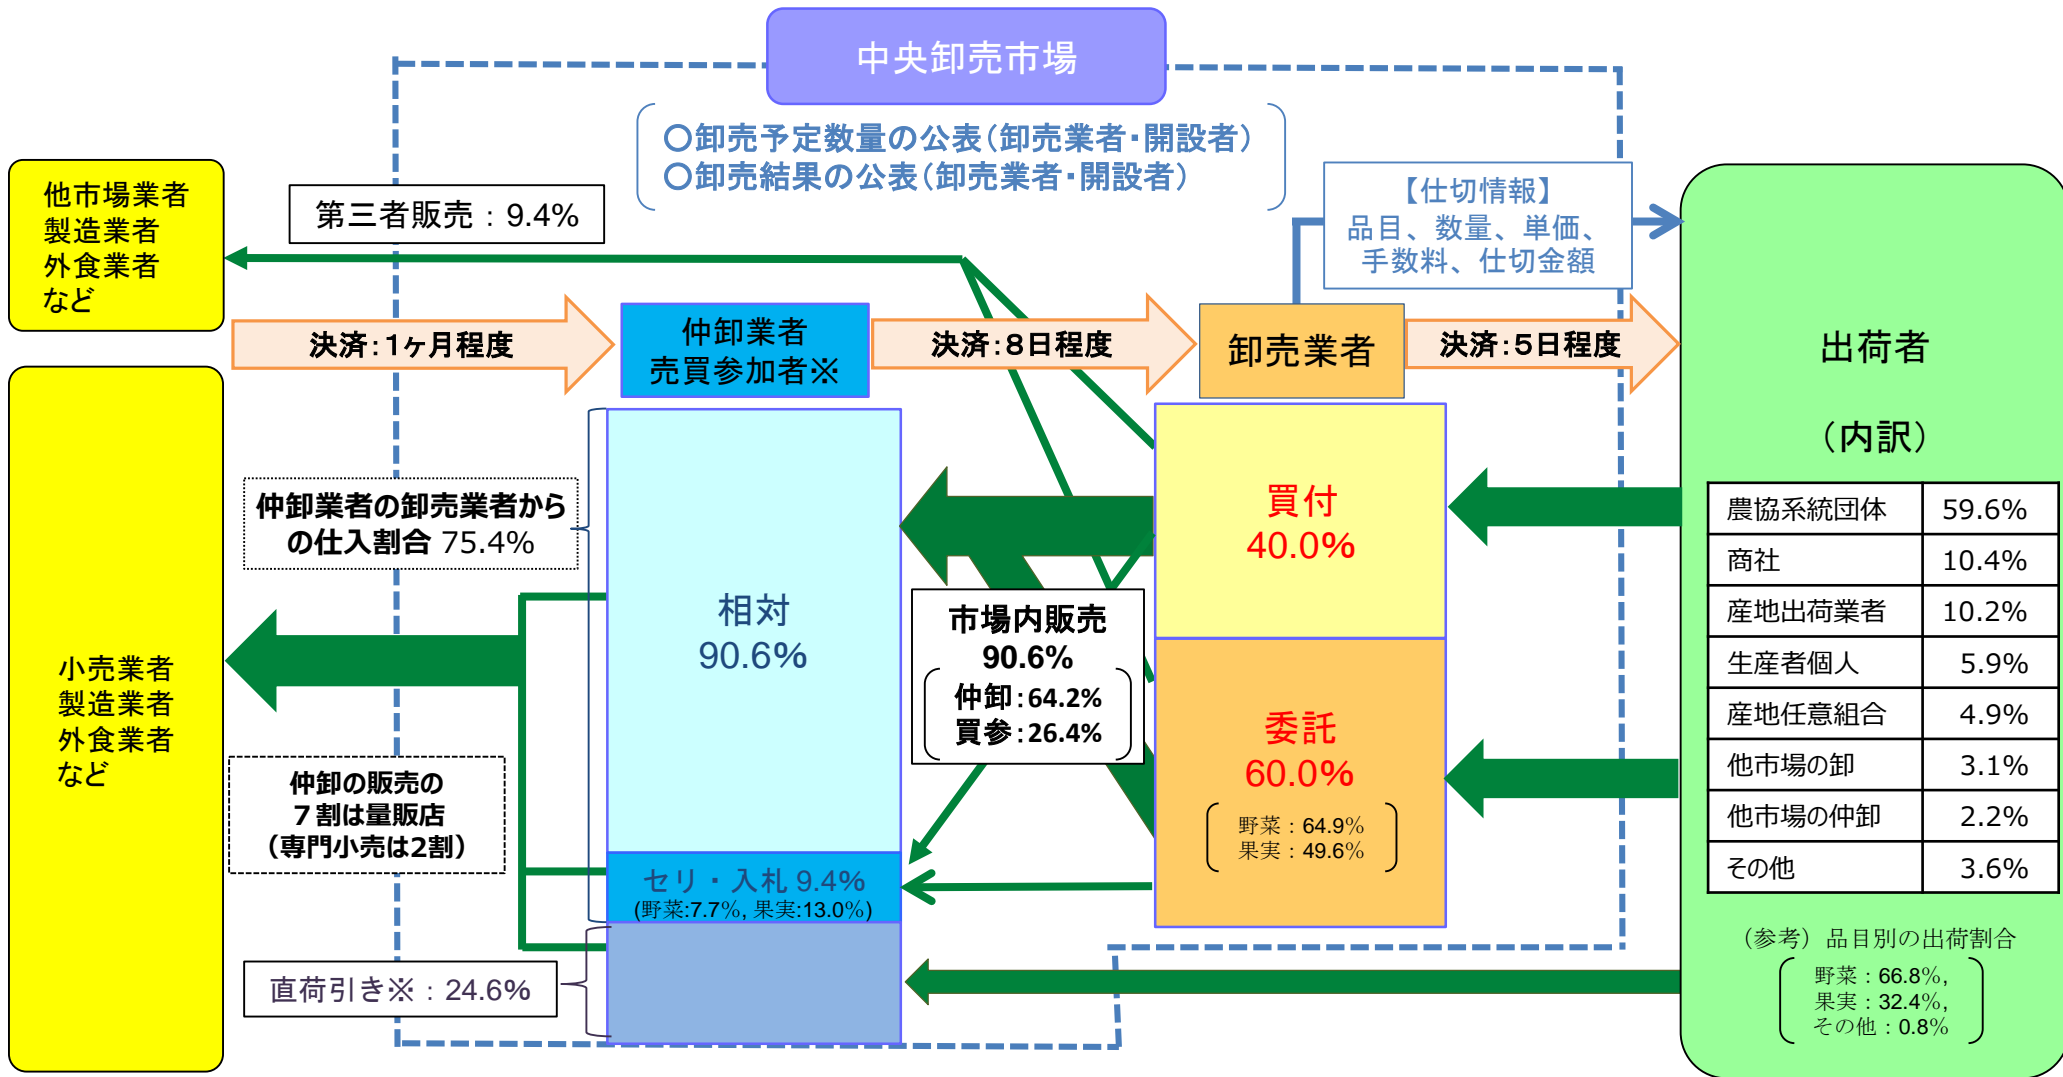 中央卸売市場
〇卸売予定数量の公表（卸売業者・開設者）
〇卸売結果の公表（卸売業者・開設者）
他市場業者
製造業者
外食業者
など
第三者販売：9.4%
【仕切情報】
品目、数量、単価、
手数料、仕切金額
決済：1ヶ月程度
仲卸業者
売買参加者※
決済：8日程度
卸売業者
決済：5日程度
出荷者
（内訳）
農協系統団体 59.6%
商社 10.4%
産地出荷業者 10.2%
生産者個人 5.9%
産地任意組合 4.9%
他市場の卸 3.1%
他市場の仲卸 2.2%
その他 3.6%
（参考）品目別の出荷割合
野菜：66.8%，
果実：32.4%，
その他：0.8%
買付
40.0%
委託
60.0%
野菜：64.9%
果実：49.6%
仲卸業者の卸売業者から
の仕入割合 75.4%
相対
90.6%
市場内販売
90.6%
仲卸：64.2%
買参：26.4%
小売業者
製造業者
外食業者
など
仲卸の販売の
７割は量販店
（専門小売は2割）
セリ・入札 9.4%
(野菜:7.7%, 果実:13.0%)
直荷引き※：24.6%